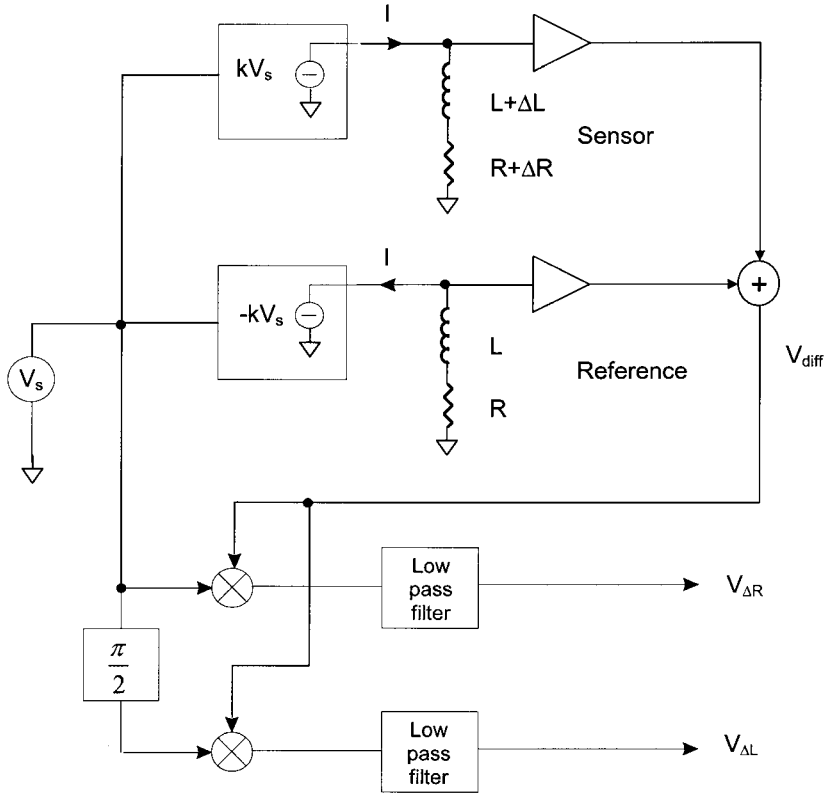 I
kVₛ
−
L+ΔL
Sensor
R+ΔR
I
+
-kVₛ
−
L
Vdiff
Reference
R
Vₛ
Low
pass
filter
VΔR
π
2
Low
pass
filter
VΔL